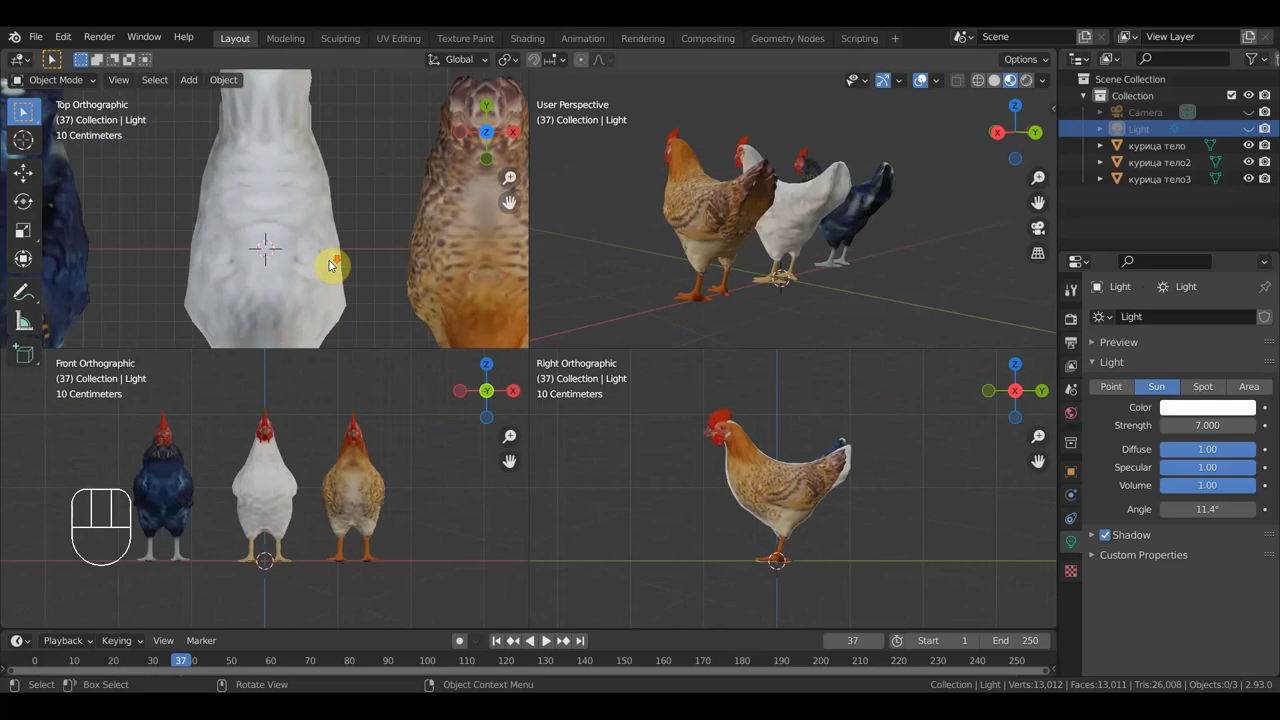 File Edit Render Window Help Layout Modeling Sculpting UV Editing Texture Paint Shading Animation Rendering Compositing Geometry Nodes Scripting + Scene View Layer
Global Options
Object Mode View Select Add Object
Scene Collection
Collection
Camera
Light
курица тело
курица тело2
курица тело3
Top Orthographic
(37) Collection | Light
10 Centimeters
Y
X
Z
User Perspective
(37) Collection | Light
Z
X
Y
Light Light
Light
Preview
Light
Point Sun Spot Area
Color
Strength 7.000
Diffuse 1.00
Specular 1.00
Volume 1.00
Angle 11.4°
Shadow
Custom Properties
Front Orthographic
(37) Collection | Light
10 Centimeters
Z
-Y
X
Right Orthographic
(37) Collection | Light
10 Centimeters
Z
X
Y
Playback Keying View Marker 37 Start 1 End 250
0 10 20 30 37 0 50 60 70 80 90 100 110 120 130 140 150 160 170 180 190 200 210 220 230 240 250
Select Box Select Rotate View Object Context Menu Collection | Light | Verts:13,012 | Faces:13,011 | Tris:26,008 | Objects:0/3 | 2.93.0